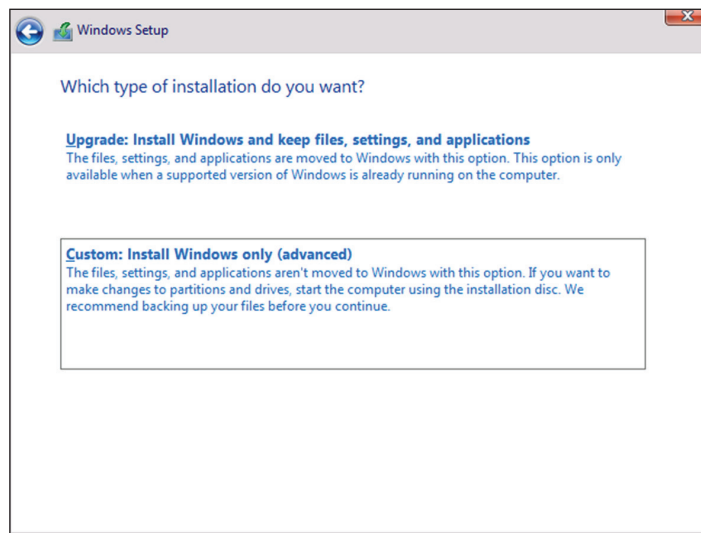 Windows Setup
Which type of installation do you want?
Upgrade: Install Windows and keep files, settings, and applications
The files, settings, and applications are moved to Windows with this option. This option is only
available when a supported version of Windows is already running on the computer.
Custom: Install Windows only (advanced)
The files, settings, and applications aren't moved to Windows with this option. If you want to
make changes to partitions and drives, start the computer using the installation disc. We
recommend backing up your files before you continue.